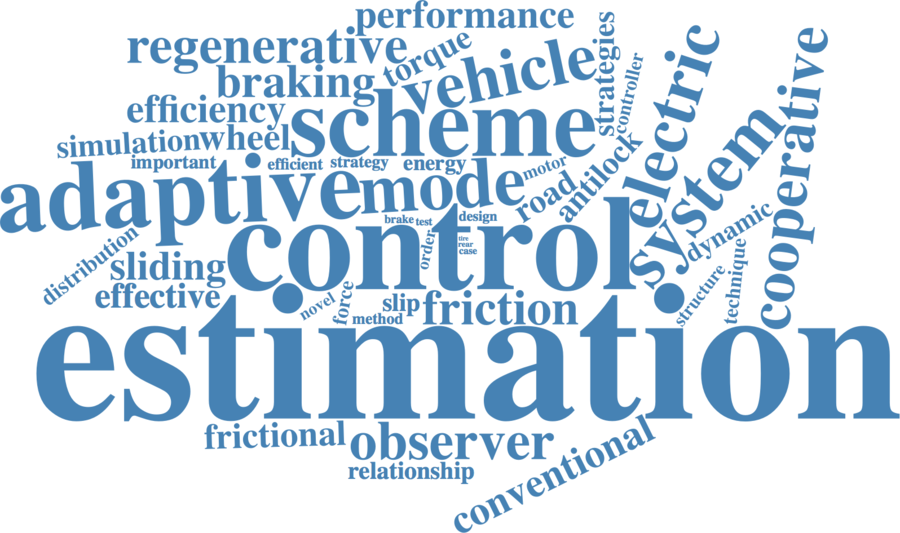 performance
regenerative
torque
vehicle
strategies
controller
electric
cooperative
braking
efficiency
scheme
simulation
wheel
important
efficient
strategy
energy
motor
antilock
system
adaptive
mode
road
brake
test
design
control
order
tire
rear
case
dynamic
distribution
sliding
effective
novel
force
slip
method
friction
structure
technique
estimation
frictional
observer
relationship
conventional